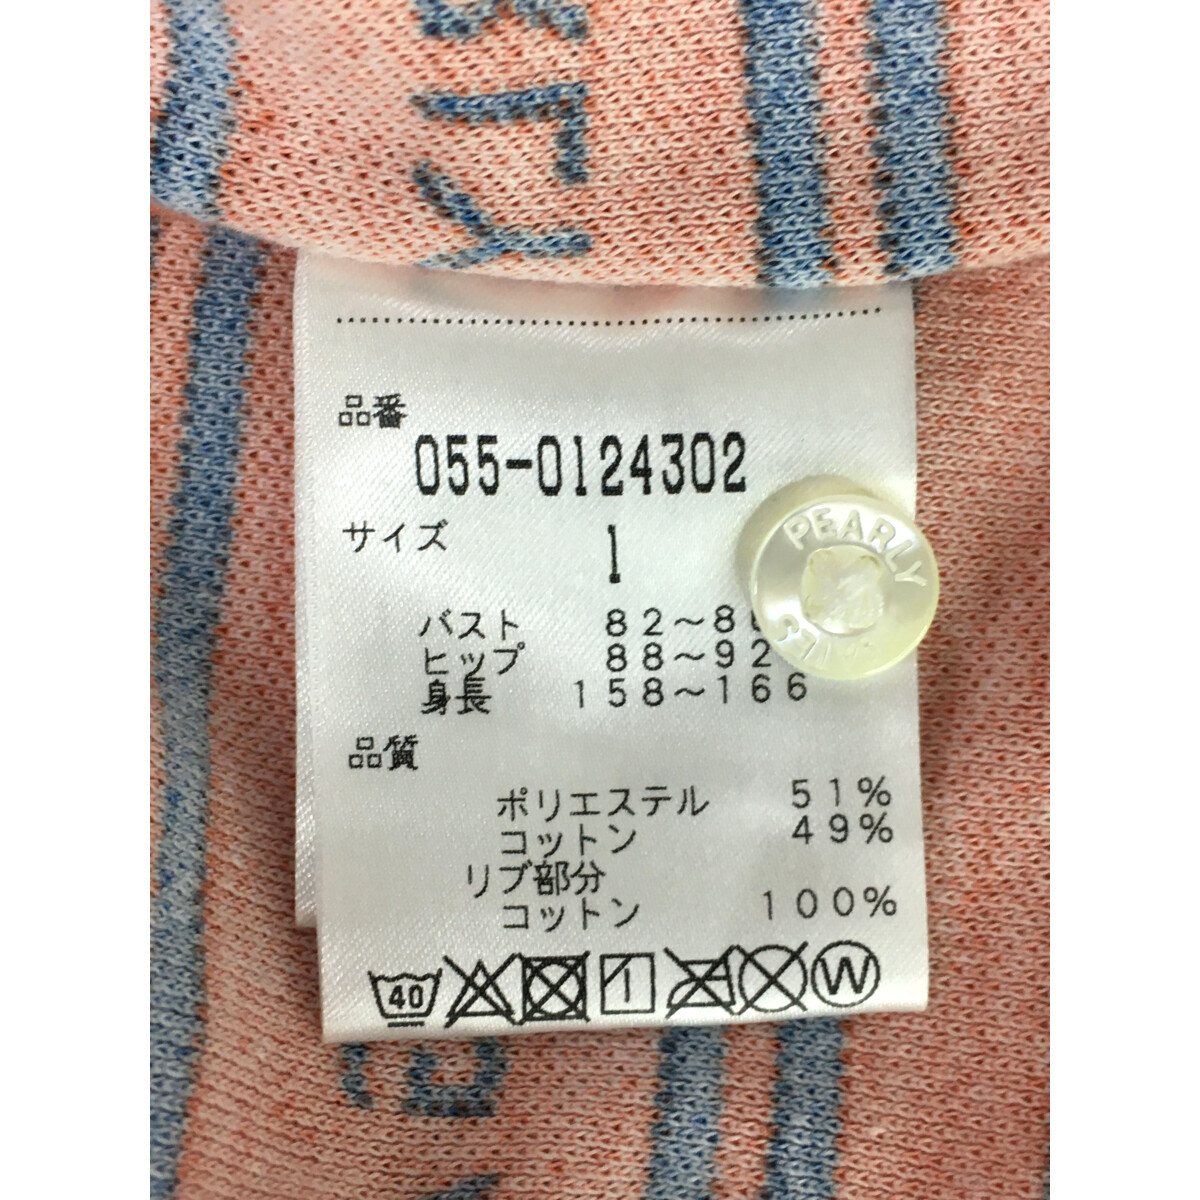 品番
055-0124302
サイズ 1
バスト 82～8
ヒップ 88～92
身長 158～166
品質
ポリエステル 51%
コットン 49%
リブ部分
コットン 100%
40 W
PEARLY